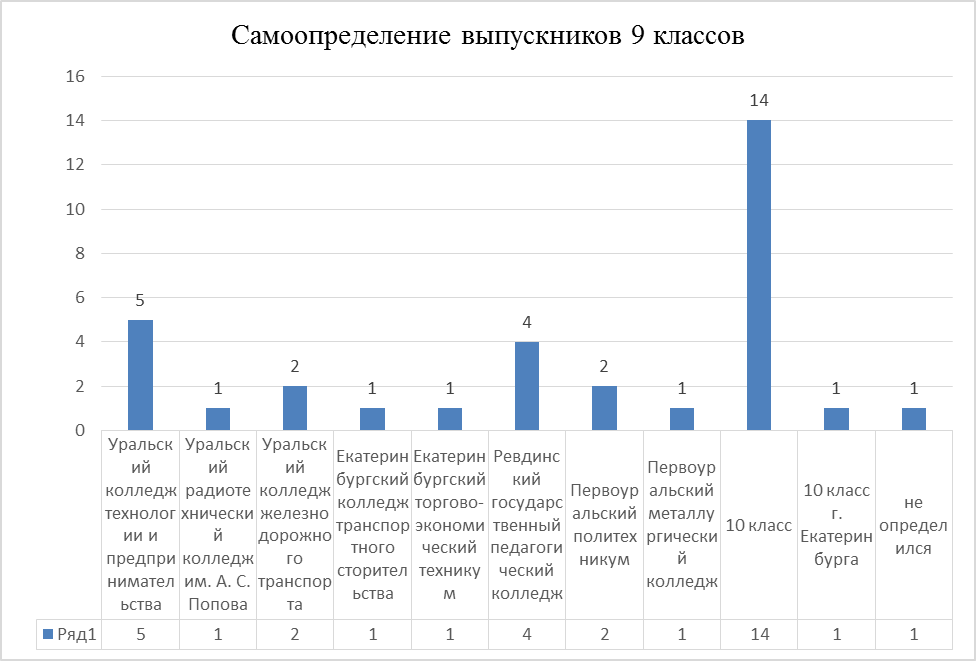 Самоопределение выпускников 9 классов
16
14
12
10
8
6
4
2
0
5
1
2
1
1
4
2
1
14
1
1
Уральск
ий
колледж
технолог
ии и
предпри
нимател
ьства
Уральск
ий
радиоте
хнически
й
колледж
им. А. С.
Попова
Уральск
ий
колледж
железно
дорожно
го
транспо
рта
Екатерин
бургский
колледж
транспор
тного
сторител
ьства
Екатерин
бургский
торгово-
экономи
ческий
технику
м
Ревдинс
кий
государс
твенный
педагоги
ческий
колледж
Первоур
альский
политех
никум
Первоур
альский
металлу
ргически
й
колледж
10 класс
10 класс
г.
Екатерин
бурга
не
определ
ился
Ряд1 5 1 2 1 1 4 2 1 14 1 1